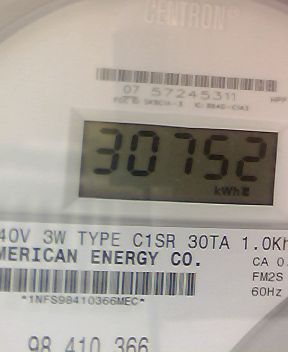 CENTRON®
07 57245311
30752
kWh
40V 3W TYPE C1SR 30TA 1.0Kh
MERICAN ENERGY CO.
CA 0.
FM2S
60Hz
*1NFS98410366MEC*
98 410 366